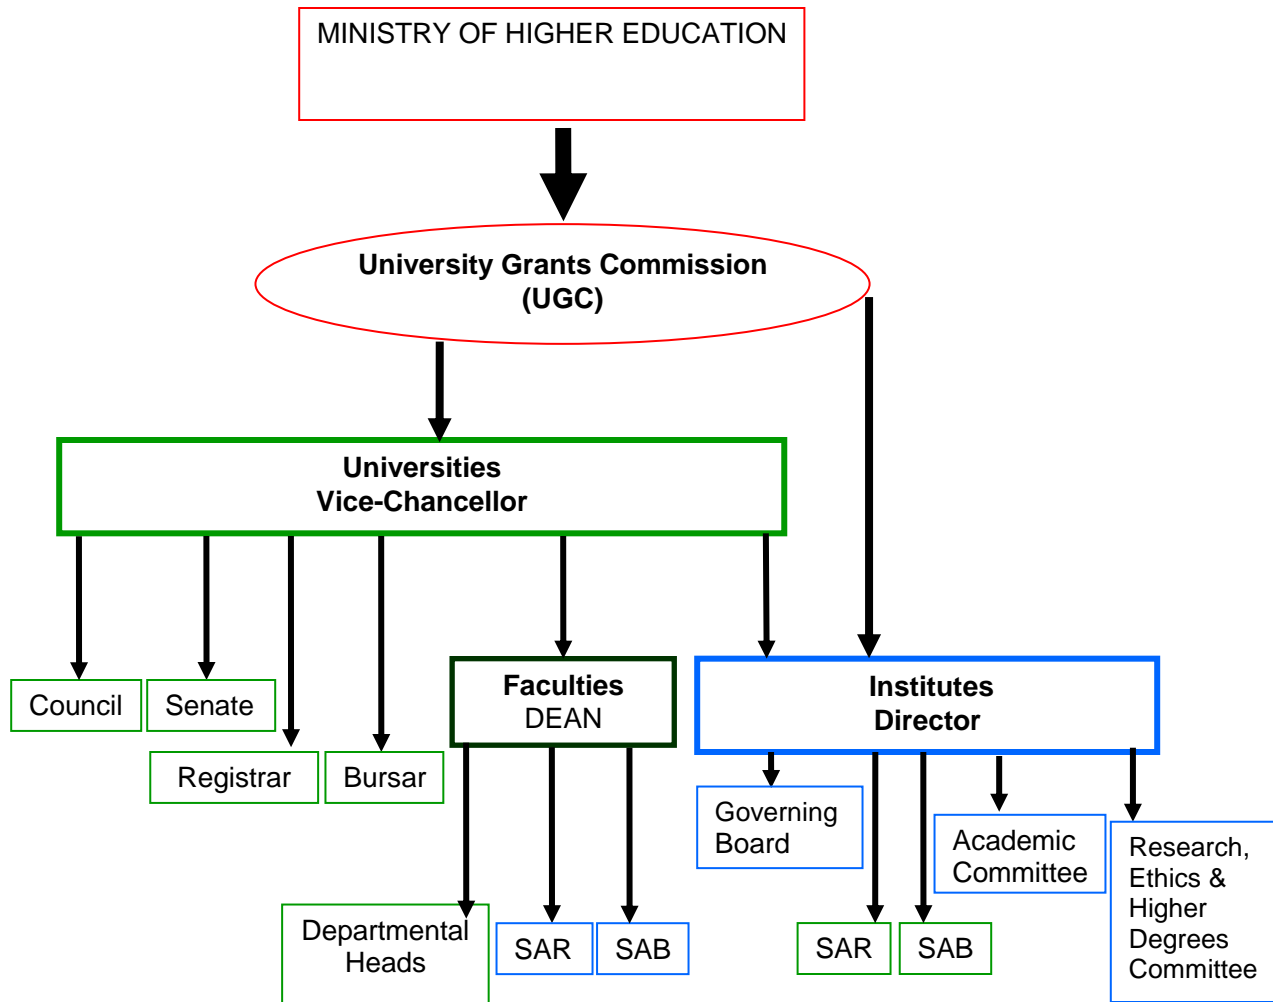 MINISTRY OF HIGHER EDUCATION
University Grants Commission
(UGC)
Universities
Vice-Chancellor
Council
Senate
Registrar
Bursar
Faculties
DEAN
Institutes
Director
Departmental
Heads
SAR
SAB
Governing
Board
SAR
SAB
Academic
Committee
Research,
Ethics &
Higher
Degrees
Committee